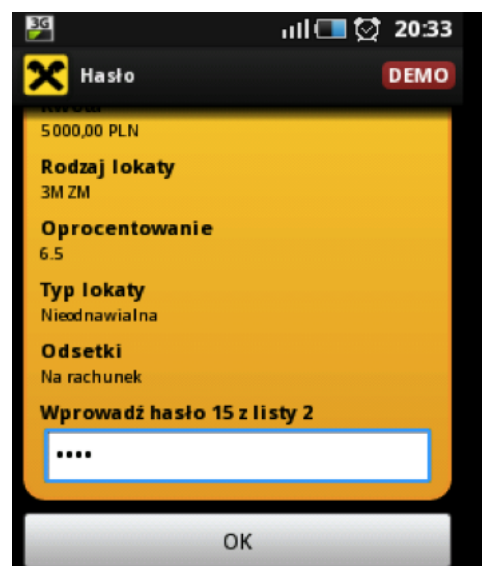 3G
20:33
Hasło
DEMO
5000,00 PLN
Rodzaj lokaty
3M ZM
Oprocentowanie
6.5
Typ lokaty
Nieodnawialna
Odsetki
Na rachunek
Wprowadź hasło 15 z listy 2
••••
OK